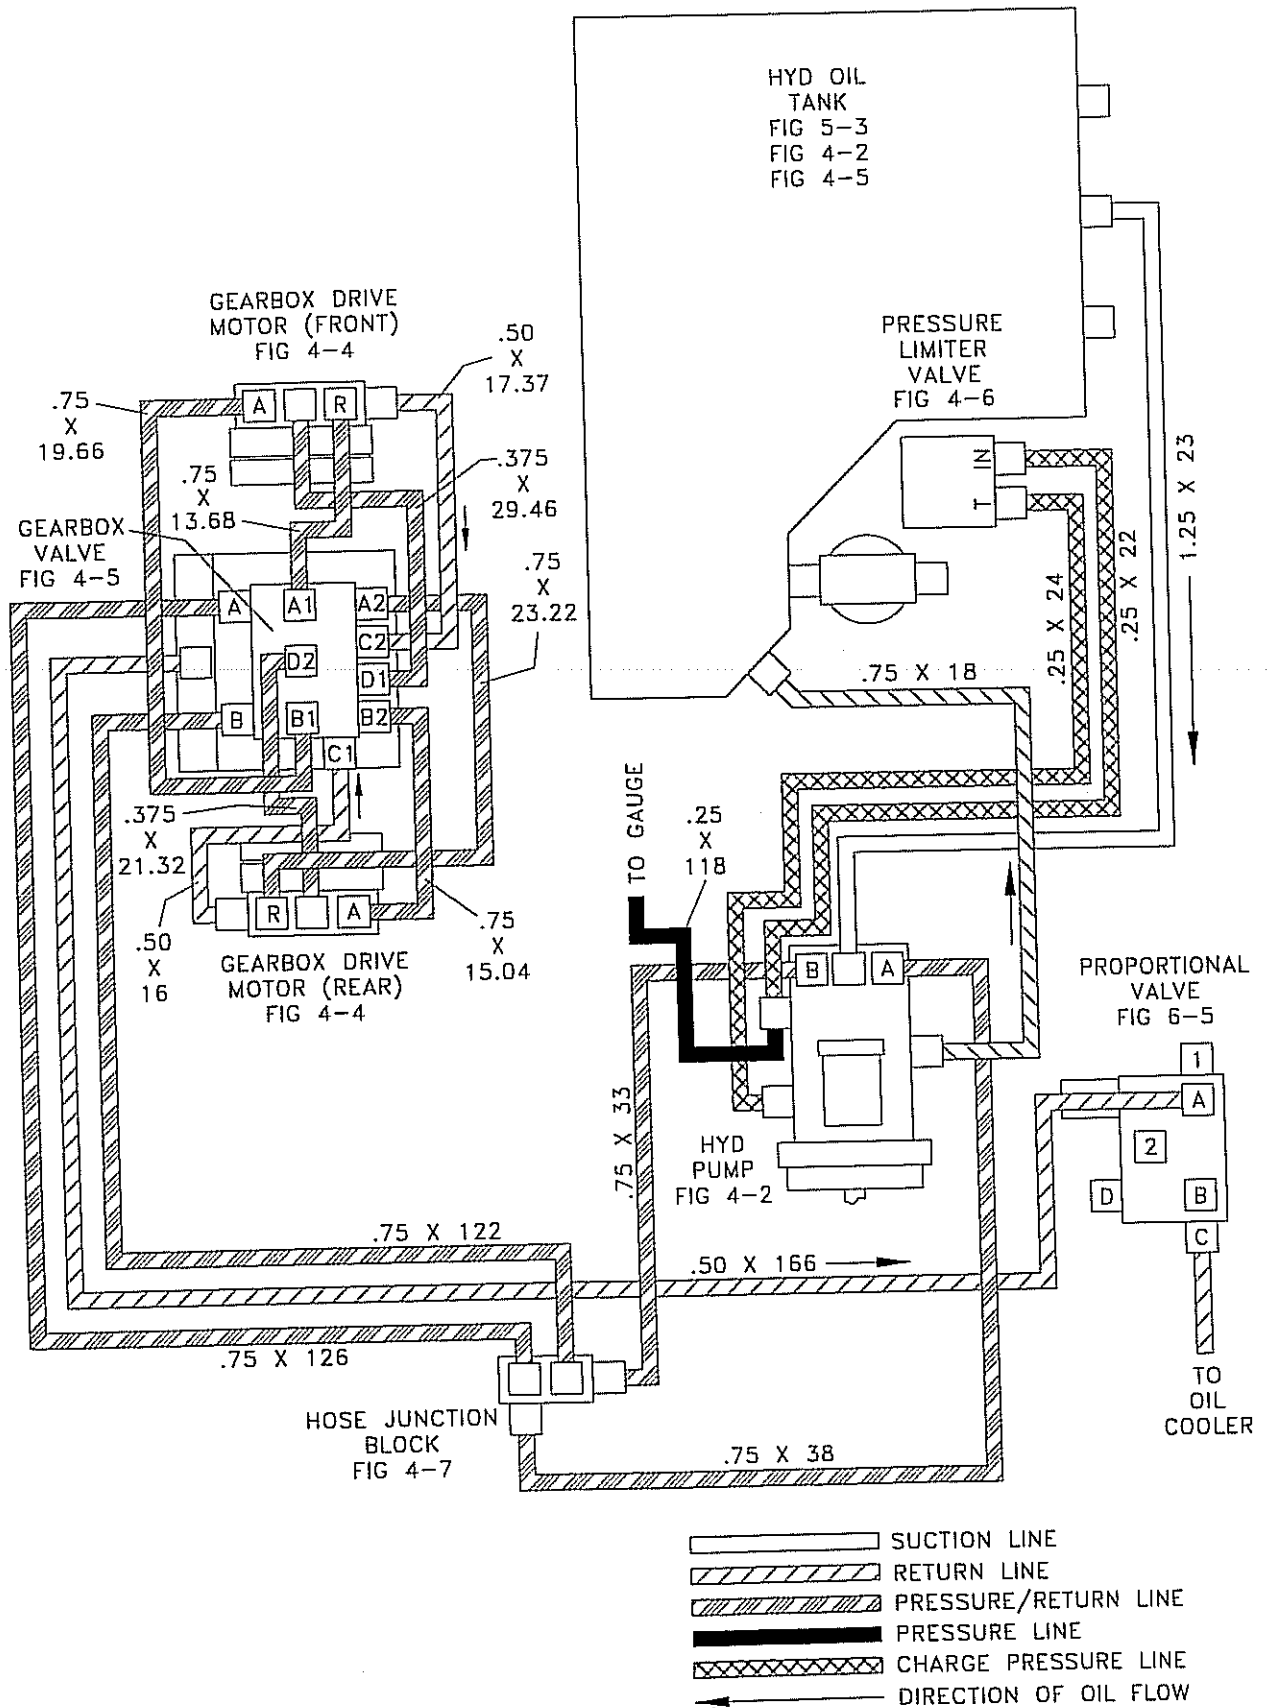 HYD OIL
TANK
FIG 5-3
FIG 4-2
FIG 4-5
GEARBOX DRIVE
MOTOR (FRONT)
FIG 4-4
.50
X
17.37
PRESSURE
LIMITER
VALVE
FIG 4-6
.75
X
19.66
A
R
.75
X
13.68
.375
X
29.46
IN
T
1.25 X 23
GEARBOX
VALVE
FIG 4-5
.75
X
23.22
.25 X 24
.25 X 22
A
A1
A2
C2
D2
D1
B
B1
B2
C1
.75 X 18
.375
X
21.32
TO GAUGE
.25
X
118
R
A
.50
X
16
.75
X
15.04
GEARBOX DRIVE
MOTOR (REAR)
FIG 4-4
B
A
PROPORTIONAL
VALVE
FIG 6-5
1
A
2
D
B
C
.75 X 33
HYD
PUMP
FIG 4-2
.75 X 122
.50 X 166
.75 X 126
TO
OIL
COOLER
HOSE JUNCTION
BLOCK
FIG 4-7
.75 X 38
SUCTION LINE
RETURN LINE
PRESSURE/RETURN LINE
PRESSURE LINE
CHARGE PRESSURE LINE
DIRECTION OF OIL FLOW